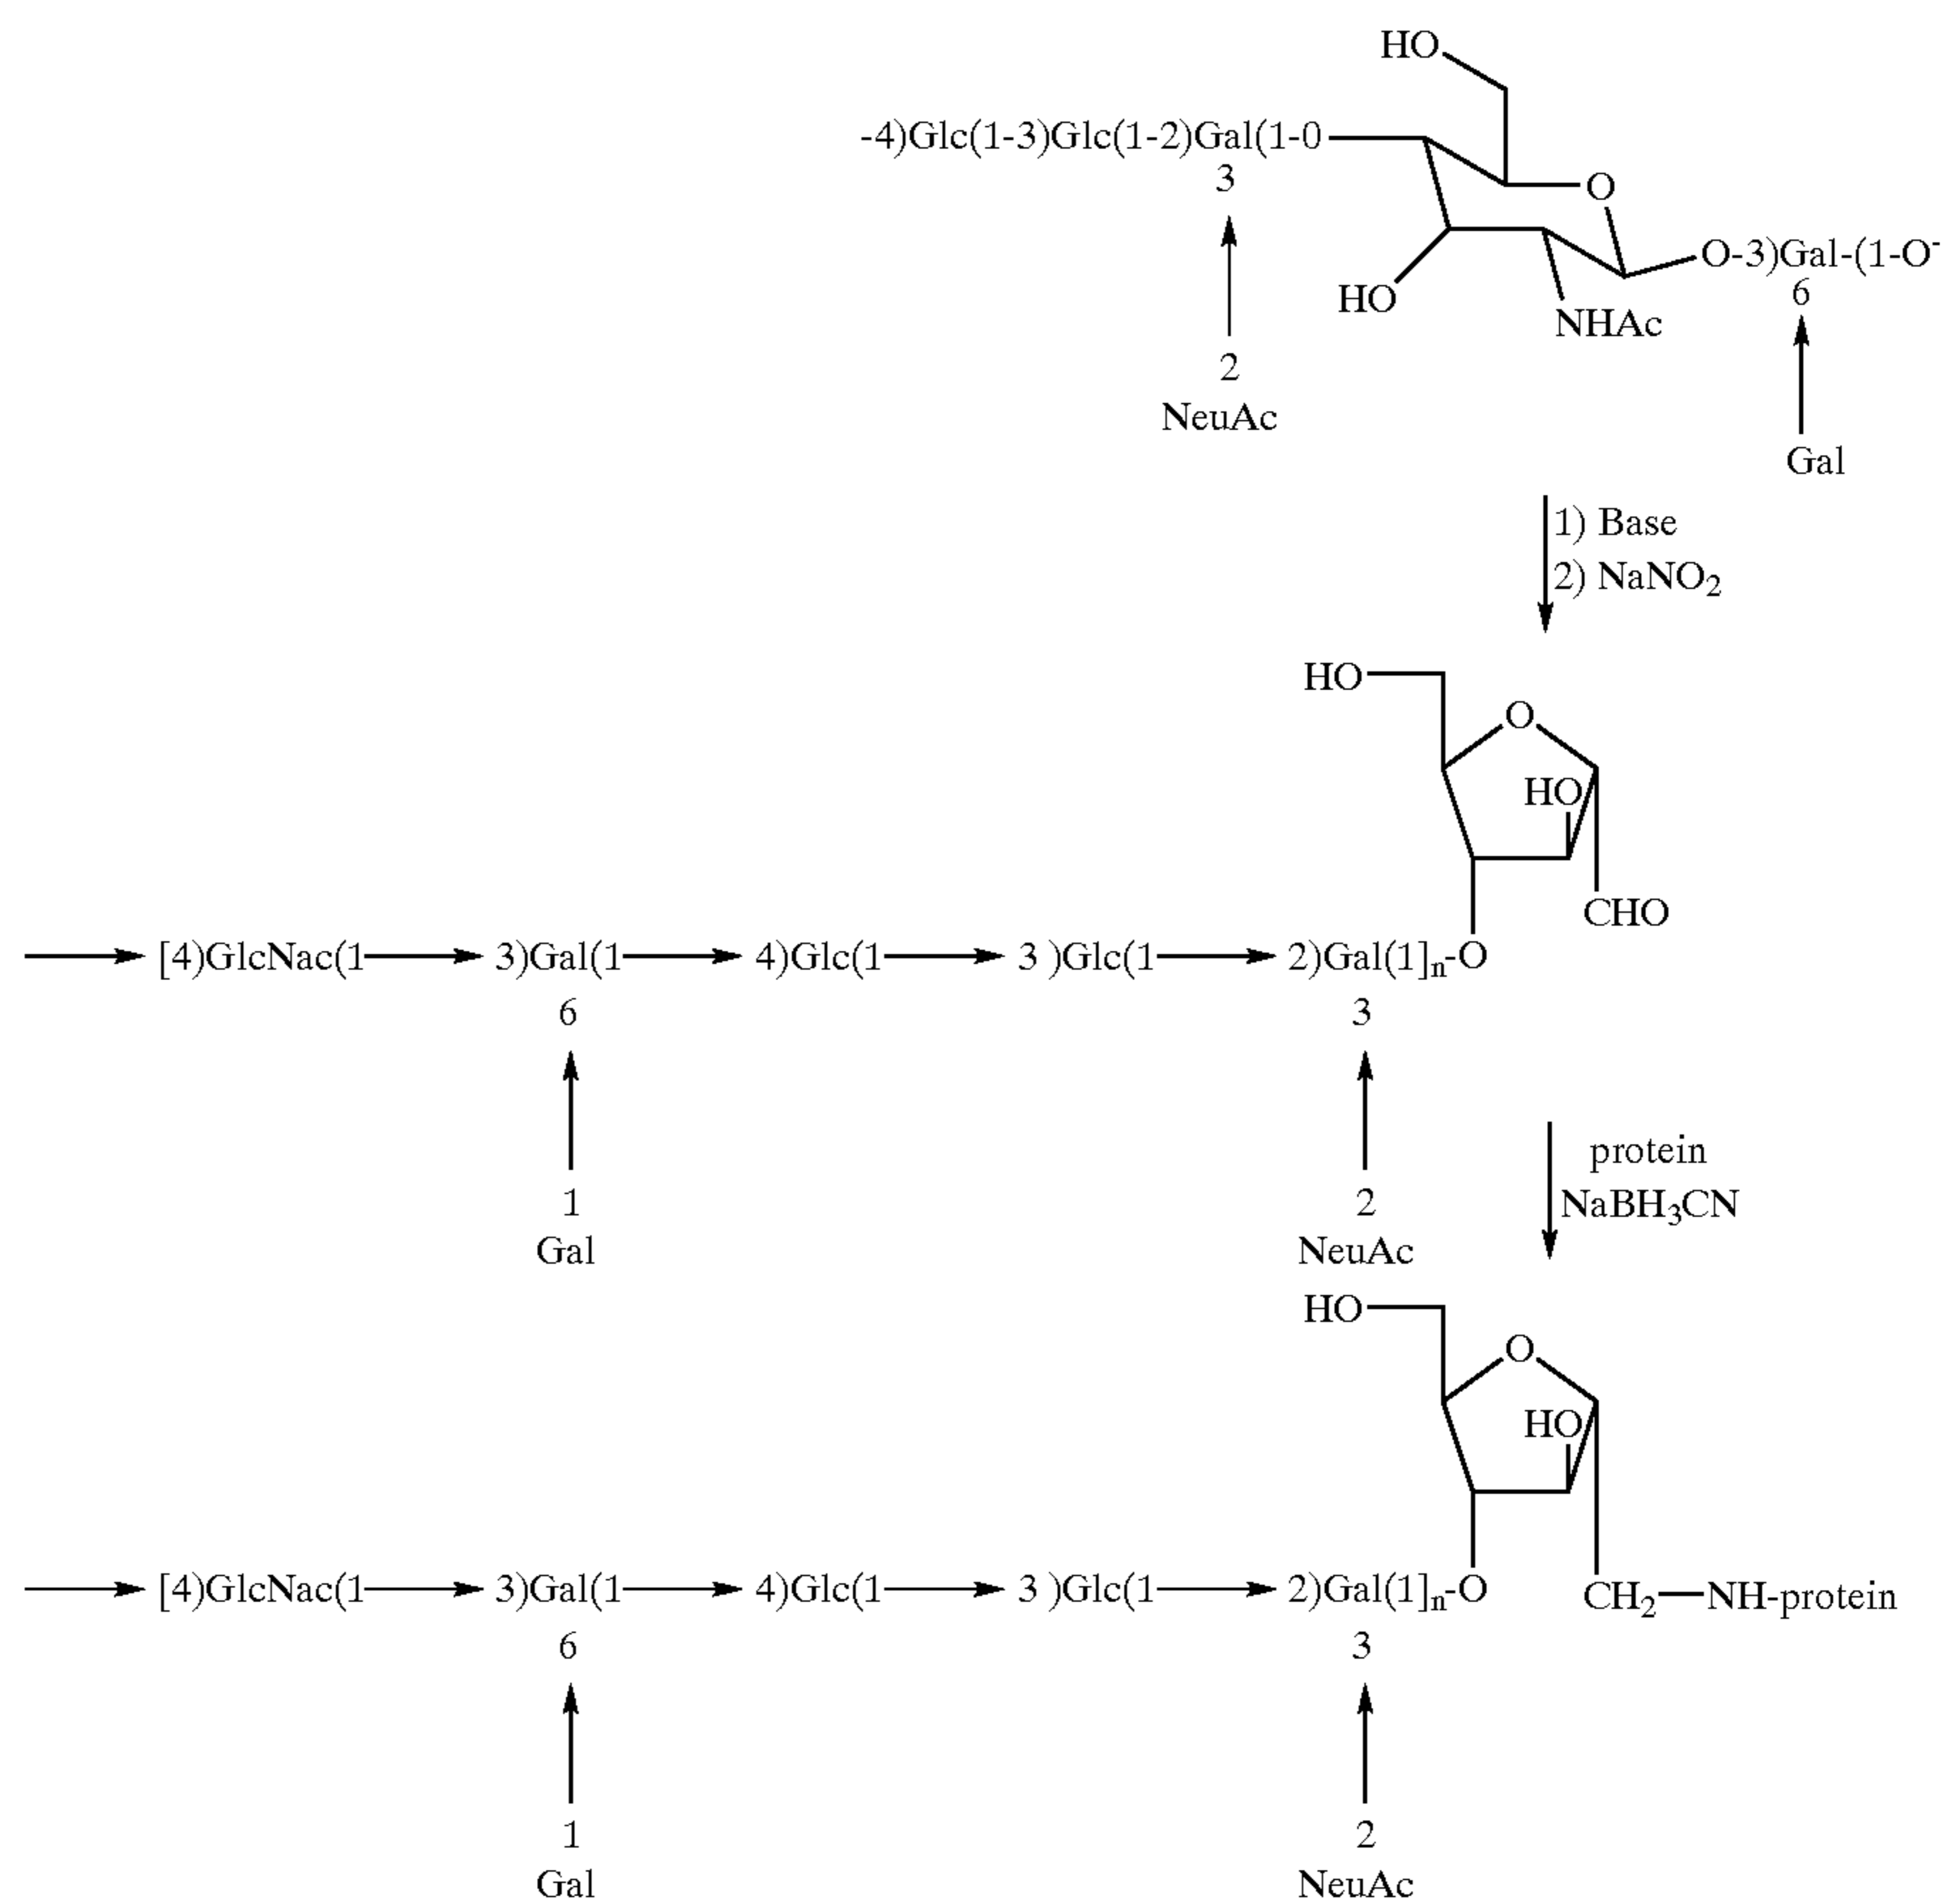 HO
-4)Glc(1-3)Glc(1-2)Gal(1-0
3
O
O-3)Gal-(1-O-
6
HO
NHAc
2
NeuAc
Gal
1) Base
2) NaNO2
HO
O
HO
CHO
[4)GlcNac(1 3)Gal(1 4)Glc(1 3 )Glc(1 2)Gal(1]n-O
6 3
1 2
Gal NeuAc
protein
NaBH3CN
HO
O
HO
[4)GlcNac(1 3)Gal(1 4)Glc(1 3 )Glc(1 2)Gal(1]n-O
CH2 NH-protein
6 3
1 2
Gal NeuAc